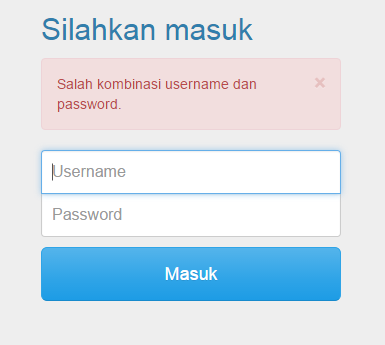 Silahkan masuk
Salah kombinasi username dan
password.
×
Username
Password
Masuk